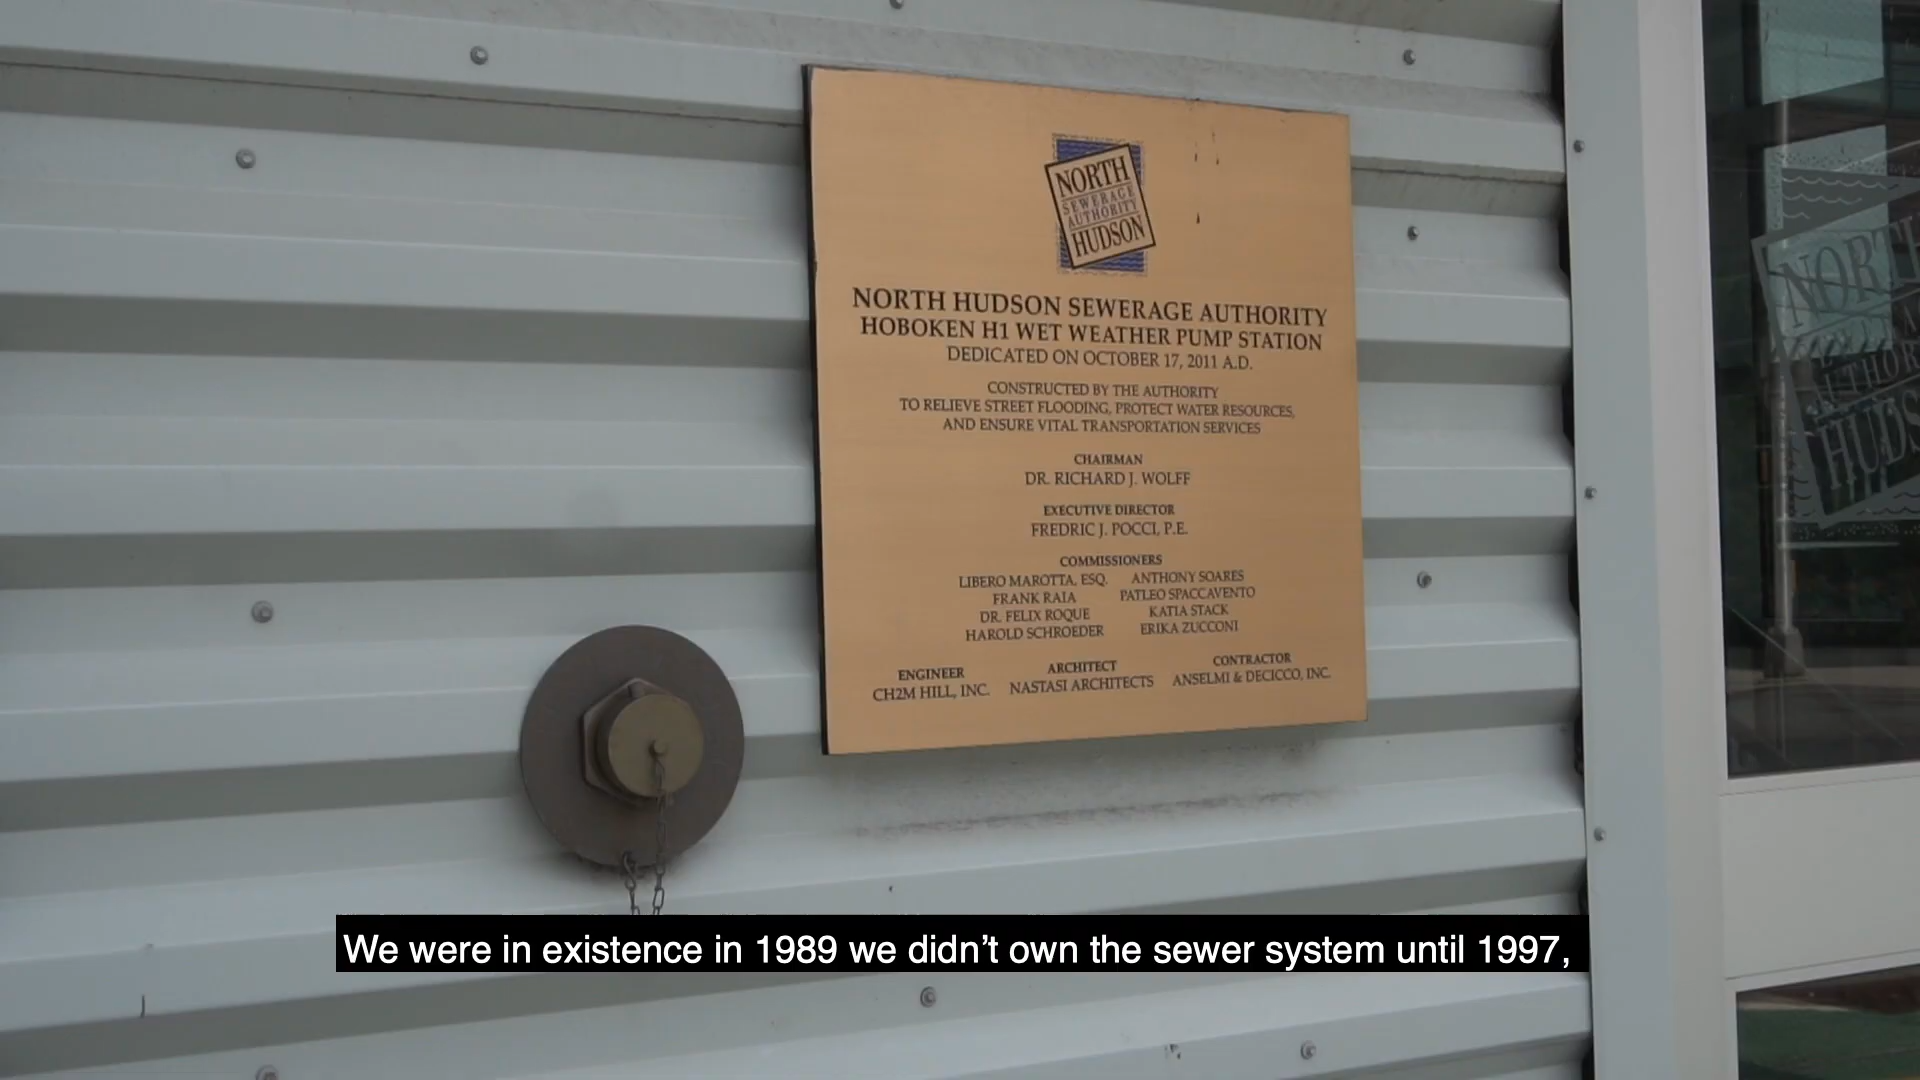 NORTH
SEWERAGE
AUTHORITY
HUDSON
NORTH HUDSON SEWERAGE AUTHORITY
HOBOKEN H1 WET WEATHER PUMP STATION
DEDICATED ON OCTOBER 17, 2011 A.D.
CONSTRUCTED BY THE AUTHORITY
TO RELIEVE STREET FLOODING, PROTECT WATER RESOURCES,
AND ENSURE VITAL TRANSPORTATION SERVICES
CHAIRMAN
DR. RICHARD J. WOLFF
EXECUTIVE DIRECTOR
FREDRIC J. POCCI, P.E.
COMMISSIONERS
LIBERO MAROTTA, ESQ. ANTHONY SOARES
FRANK RAIA PATLEO SPACCAVENTO
DR. FELIX ROQUE KATIA STACK
HAROLD SCHROEDER ERIKA ZUCCONI
ENGINEER ARCHITECT CONTRACTOR
CH2M HILL, INC. NASTASI ARCHITECTS ANSELMI & DECICCO, INC.
NORTH
HUDS
We were in existence in 1989 we didn't own the sewer system until 1997,